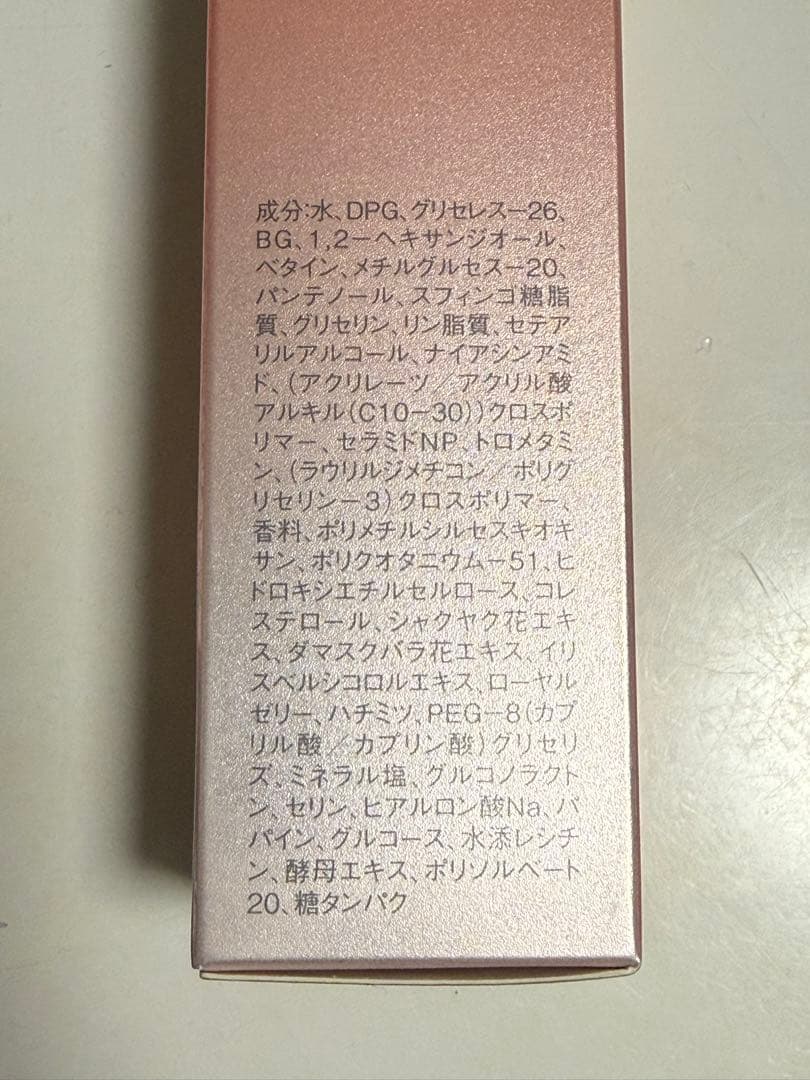 成分:水、DPG、グリセレスー26、
BG、1,2ーヘキサンジオール、
ベタイン、メチルグルセスー20、
パンテノール、スフィンゴ糖脂
質、グリセリン、リン脂質、セテア
リルアルコール、ナイアシンアミ
ド、(アクリレーツ/アクリル酸
アルキル(C10-30))クロスポ
リマー、セラミドNP、トロメタミ
ン、(ラウリルジメチコン/ポリグ
リセリン-3)クロスポリマー、
香料、ポリメチルシルセスキオキ
サン、ポリクオタニウムー51、ヒ
ドロキシエチルセルロース、コレ
ステロール、シャクヤク花エキ
ス、ダマスクバラ花エキス、イリ
スベルシコロルエキス、ローヤル
ゼリー、ハチミツ、PEG-8(カプ
リル酸/カプリン酸)グリセリ
ズ、ミネラル塩、グルコノラクト
ン、セリン、ヒアルロン酸Na、パ
パイン、グルコース、水添レシチ
ン、酵母エキス、ポリソルベート
20、糖タンパク